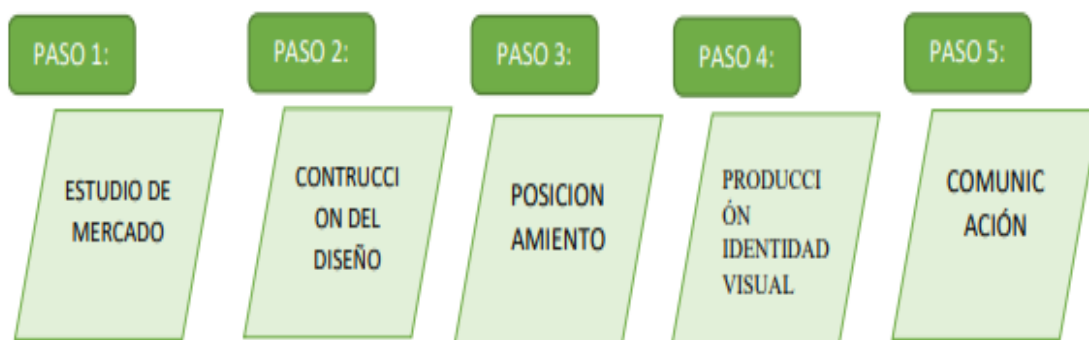 PASO 1:
ESTUDIO DE
MERCADO
PASO 2:
CONTRUCCI
ON DEL
DISEÑO
PASO 3:
POSICION
AMIENTO
PASO 4:
PRODUCCI
ÓN
IDENTIDAD
VISUAL
PASO 5:
COMUNIC
ACIÓN